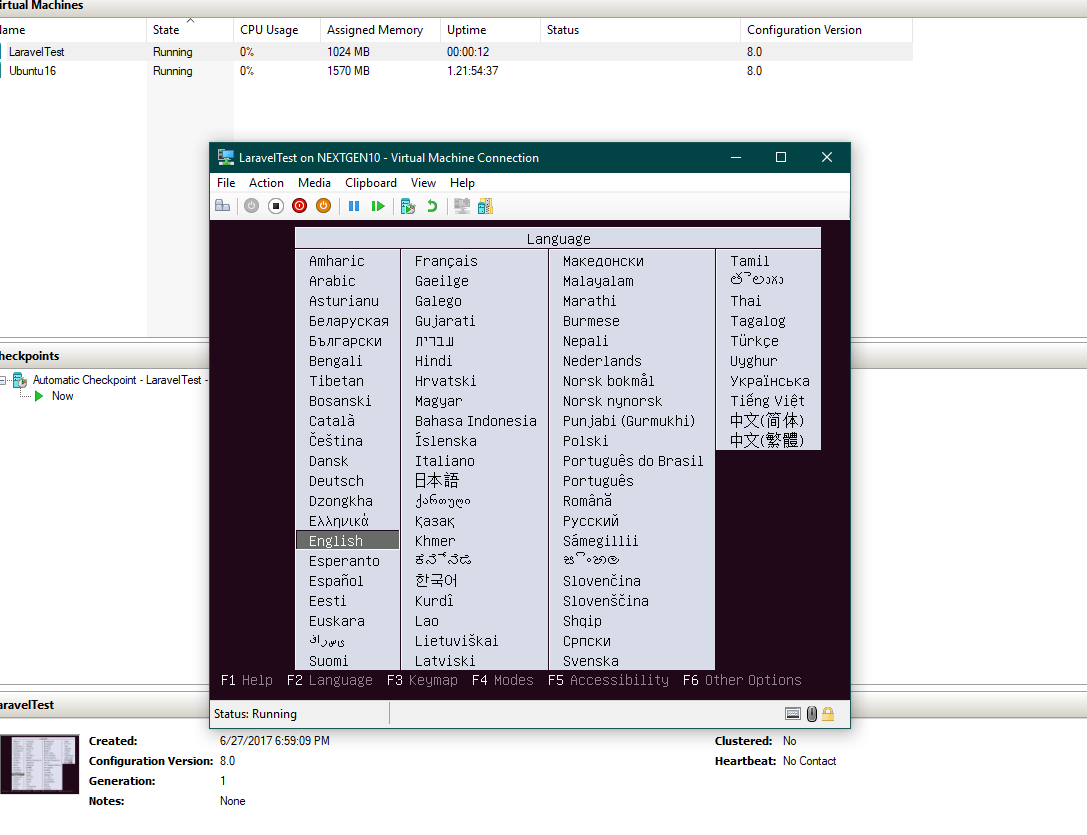 irtual Machines
ame State CPU Usage Assigned Memory Uptime Status Configuration Version
LaravelTest Running 0% 1024 MB 00:00:12 8.0
Ubuntu16 Running 0% 1570 MB 1.21:54:37 8.0
LaravelTest on NEXTGEN10 - Virtual Machine Connection
File Action Media Clipboard View Help
Language
Amharic Français Македонски Tamil
Arabic Gaeilge Malayalam తెలుగు
Asturianu Galego Marathi Thai
Беларуская Gujarati Burmese Tagalog
Български עברית Nepali Türkçe
Bengali Hindi Nederlands Uyghur
Tibetan Hrvatski Norsk bokmål Українська
Bosanski Magyar Norsk nynorsk Tiếng Việt
Català Bahasa Indonesia Punjabi (Gurmukhi) 中文(简体)
Čeština Íslenska Polski 中文(繁體)
Dansk Italiano Português do Brasil
Deutsch 日本語 Português
Dzongkha ქართული Română
Ελληνικά Қазақ Русский
English Khmer Sámegillii
Esperanto ಕನ್ನಡ සිංහල
Español 한국어 Slovenčina
Eesti Kurdî Slovenščina
Euskara Lao Shqip
فارسی Lietuviškai Српски
Suomi Latviski Svenska
F1 Help F2 Language F3 Keymap F4 Modes F5 Accessibility F6 Other Options
Status: Running
heckpoints
Automatic Checkpoint - LaravelTest -
Now
aravelTest
Created: 6/27/2017 6:59:09 PM Clustered: No
Configuration Version: 8.0 Heartbeat: No Contact
Generation: 1
Notes: None